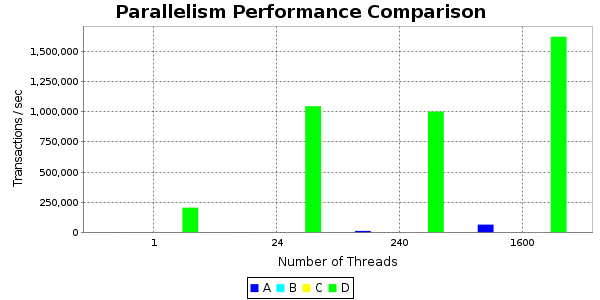 Parallelism Performance Comparison
Transactions / sec
1,500,000
1,250,000
1,000,000
750,000
500,000
250,000
0
1 24 240 1600
Number of Threads
A B C D